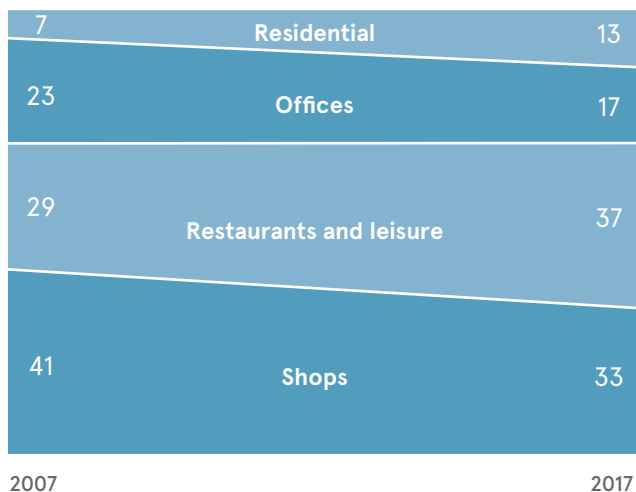 7 Residential 13
23 Offices 17
29 Restaurants and leisure 37
41 Shops 33
2007 2017